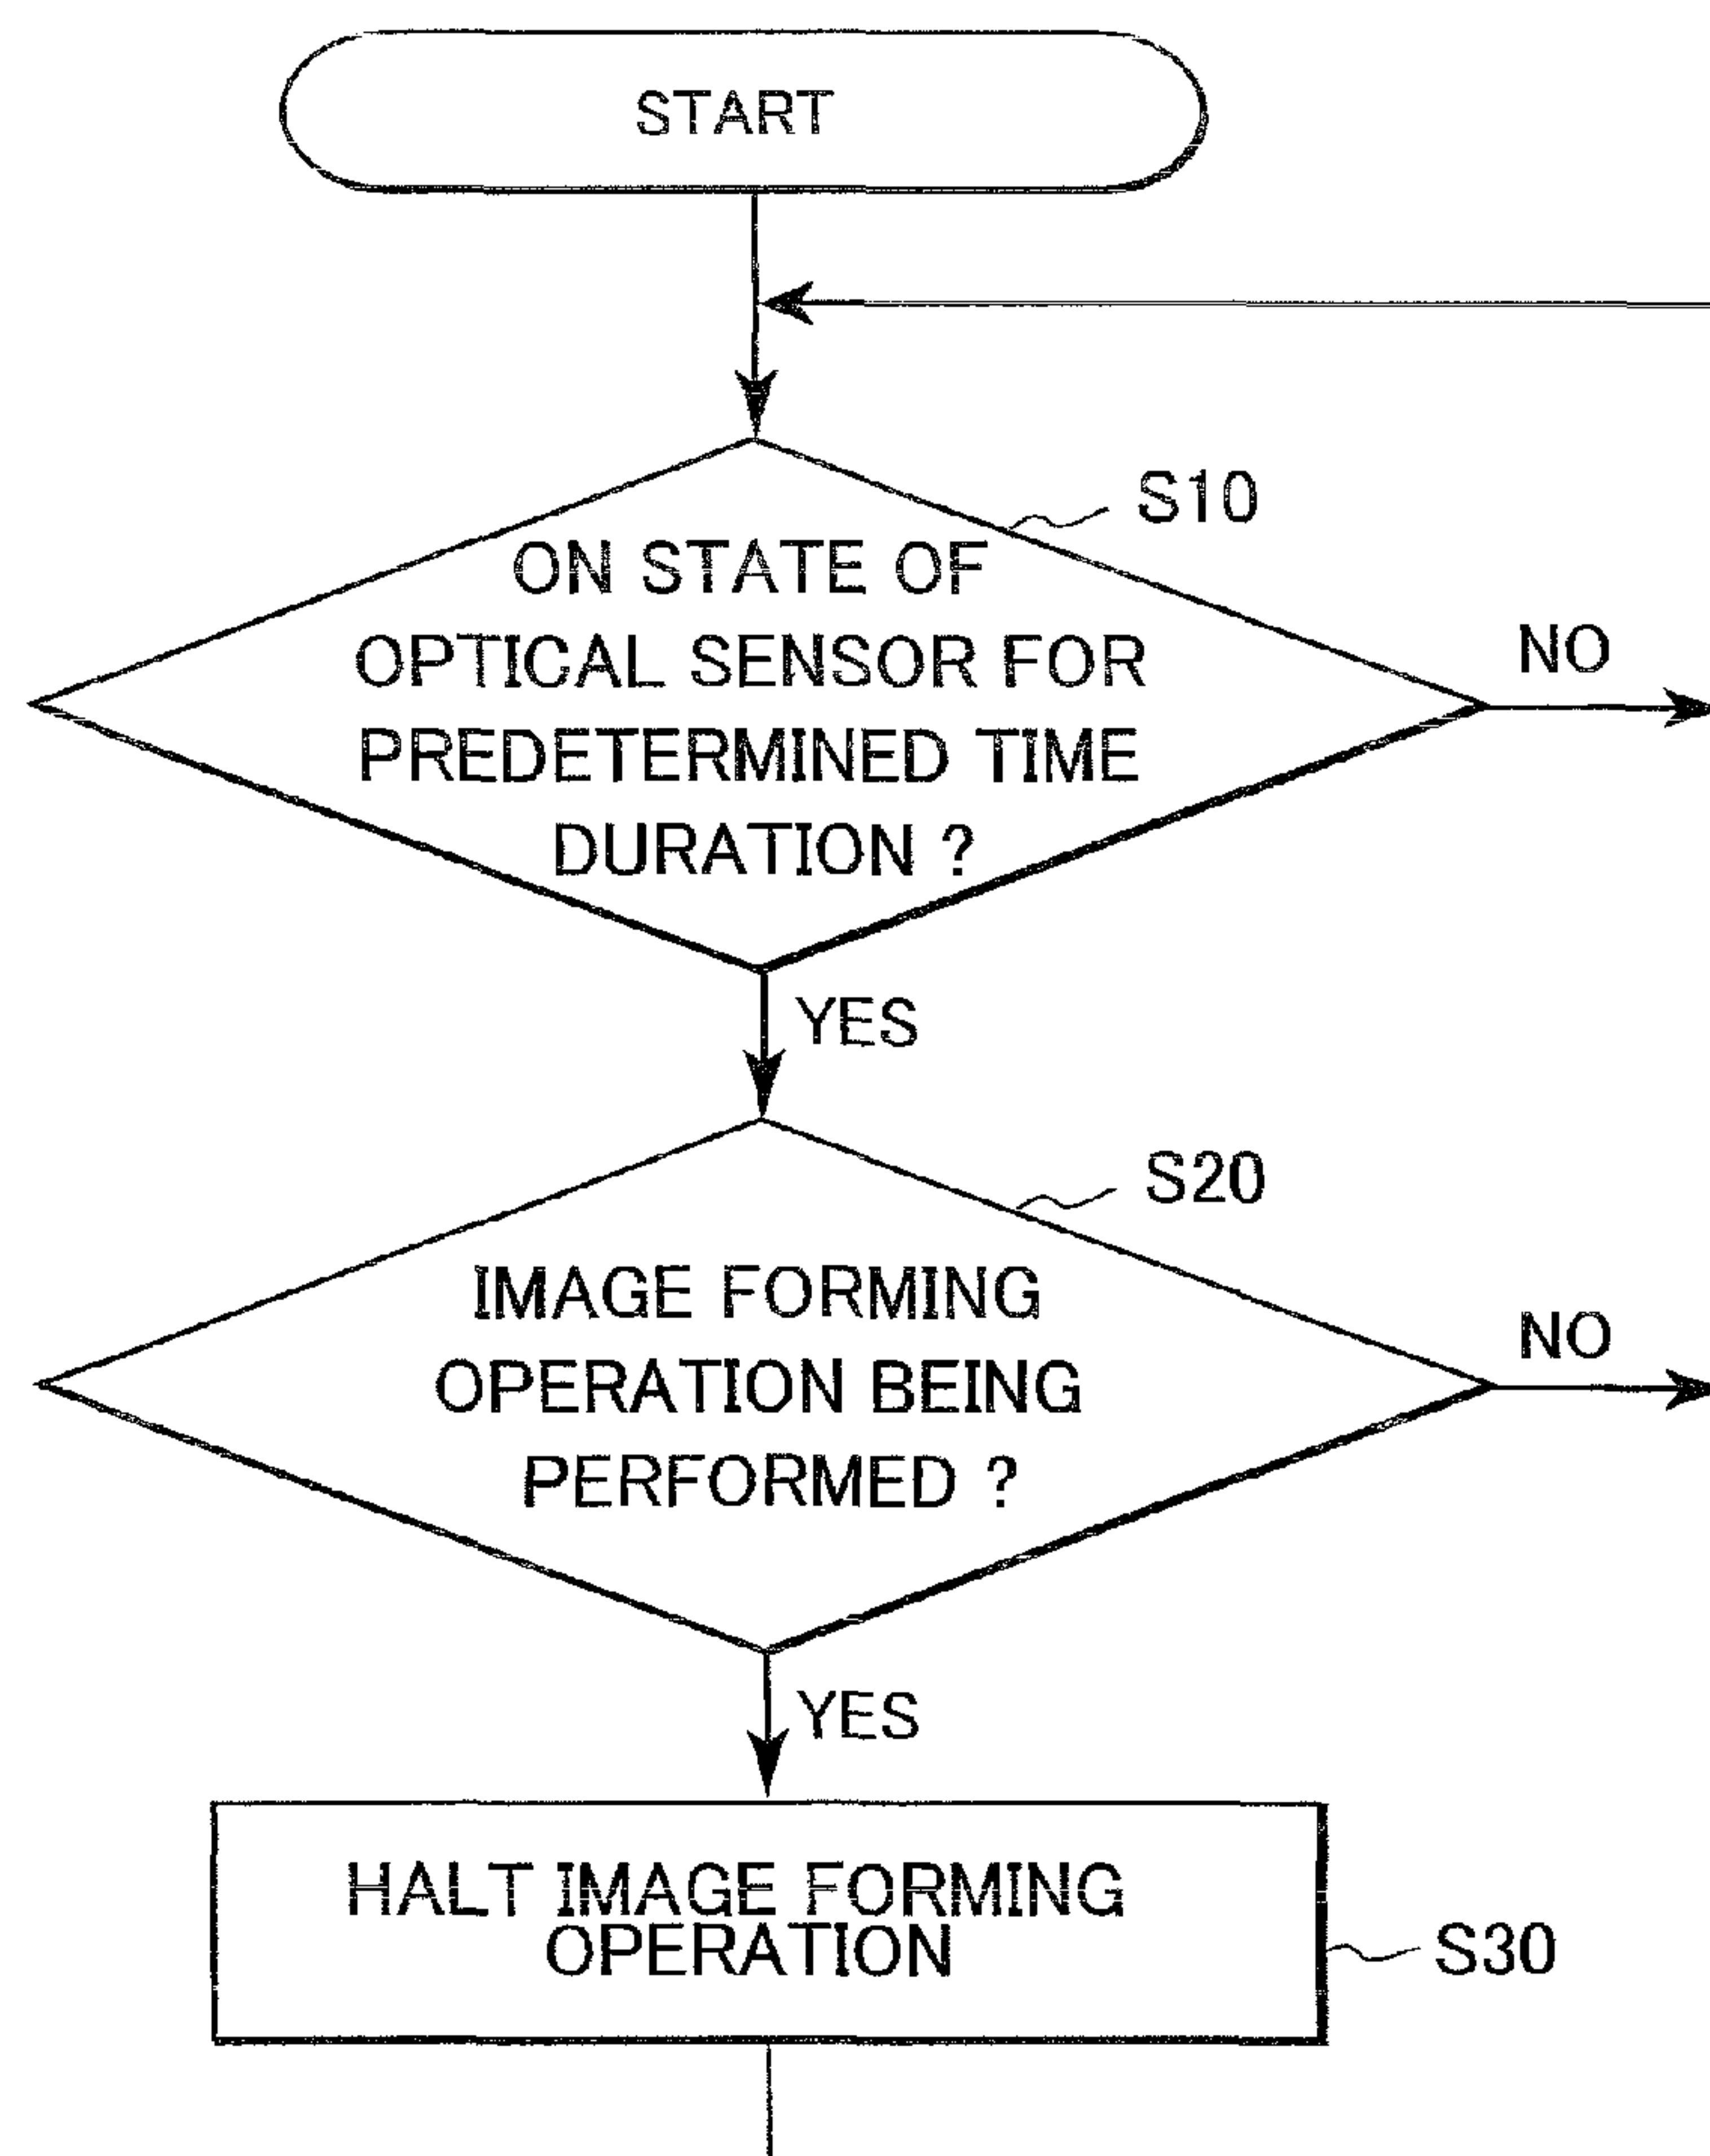 START
S10
ON STATE OF
OPTICAL SENSOR FOR
PREDETERMINED TIME
DURATION ?
NO
YES
S20
IMAGE FORMING
OPERATION BEING
PERFORMED ?
NO
YES
HALT IMAGE FORMING
OPERATION
S30